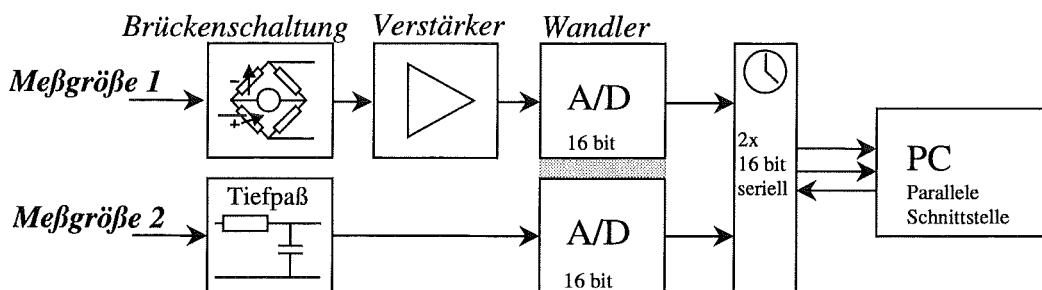 Brückenschaltung Verstärker Wandler
Meßgröße 1
A/D
16 bit
2x
16 bit
seriell
PC
Parallele
Schnittstelle
Meßgröße 2
Tiefpaß
A/D
16 bit
- 
+